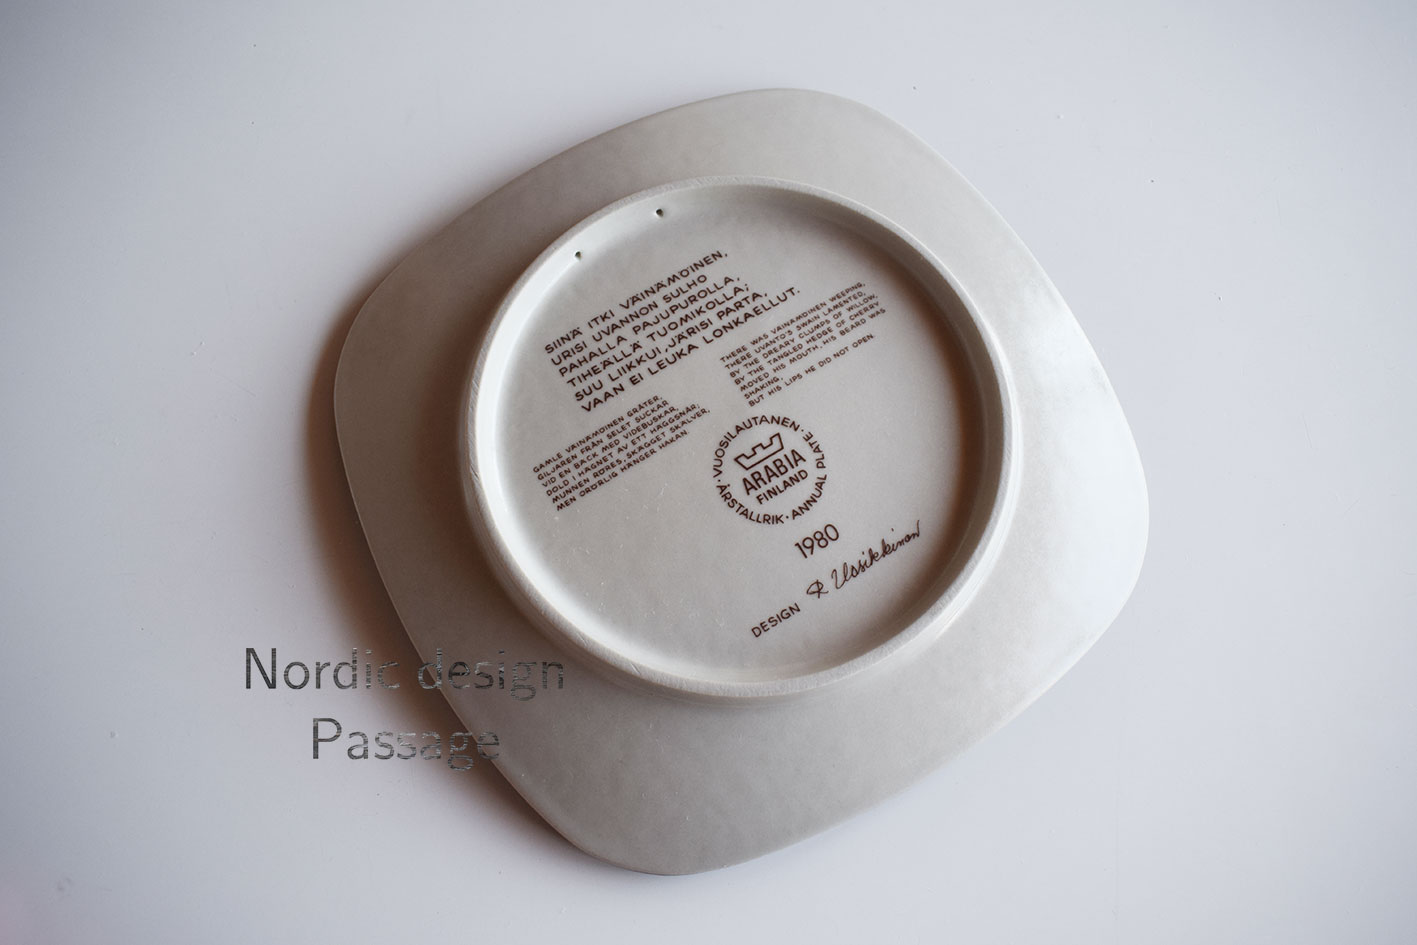 SIINÄ ITKI VÄINÄMÖINEN,
URISI UVANNON SULHO
PAHALLA PAJUPUROLLA,
TIHEÄLLÄ TUOMIKOLLA;
SUU LIIKKUI, JÄRISI PARTA,
VAAN EI LEUKA LONKAELLUT.
THERE WAS VÄINÄMÖINEN WEEPING,
THERE UVANTO'S SWAIN LAMENTED,
BY THE DREARY CLUMPS OF WILLOW,
BY THE TANGLED HEDGE OF CHERRY
MOVED HIS MOUTH, HIS BEARD WAS
SHAKING,
BUT HIS LIPS HE DID NOT OPEN
GAMLE VÄINÄMÖINEN GRÅTER,
GILJAREN FRÅN SELET SUCKAR
VID EN BÄCK MED VIDEBUSKAR,
DOLD I HÄGNET AV ETT HÄGGSNÅR,
MUNNEN RÖRES, SKÄGGET SKÄLVER,
MEN ORÖRLIG HÄNGER HAKAN.
· VUOSILAUTANEN · ANNUAL PLATE · ÅRSTALLRIK
ARABIA
FINLAND
1980
DESIGN R Uosikkinen
Nordic design
Passage